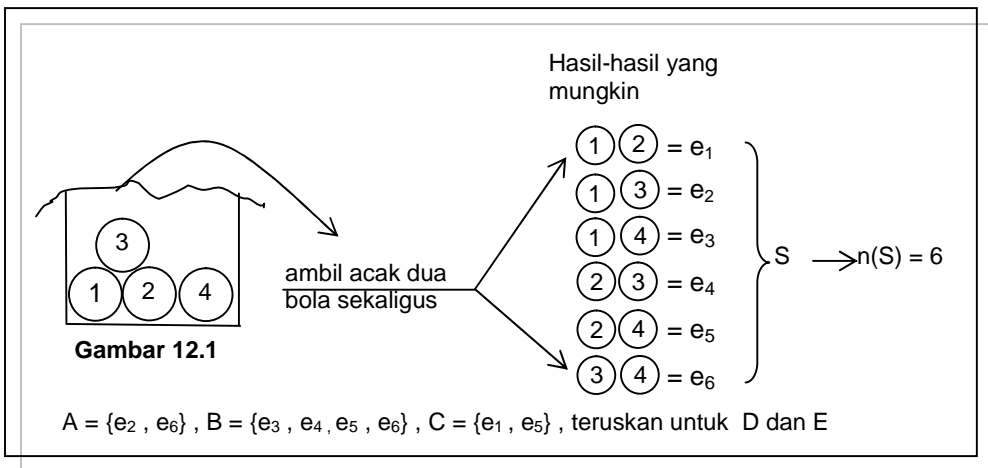 Hasil-hasil yang
mungkin
1 2 = e₁
1 3 = e₂
1 4 = e₃
2 3 = e₄
2 4 = e₅
3 4 = e₆
S → n(S) = 6
3
1 2 4
ambil acak dua
bola sekaligus
Gambar 12.1
A = {e₂ , e₆} , B = {e₃ , e₄ , e₅ , e₆} , C = {e₁ , e₅} , teruskan untuk D dan E